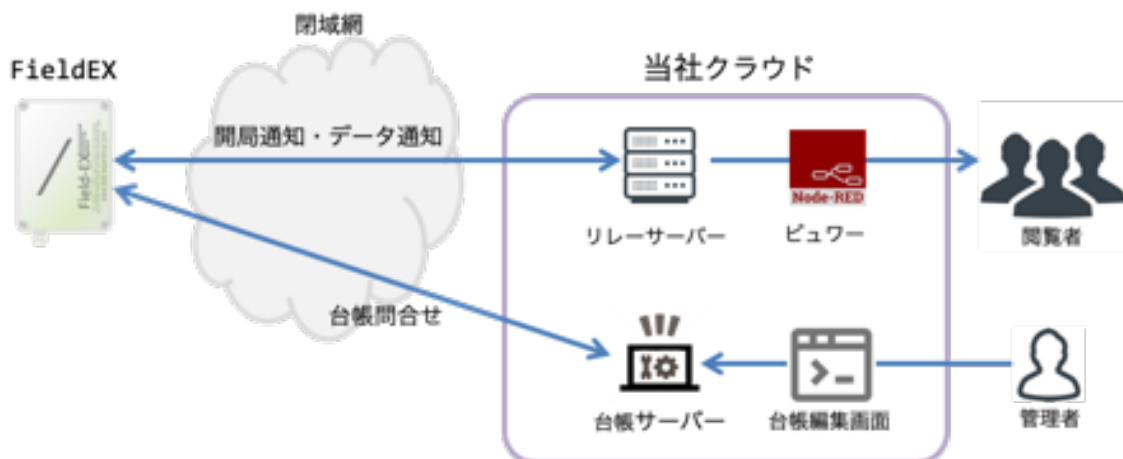 閉域網
FieldEX
当社クラウド
開局通知・データ通知
Field-EX
Node-RED
リレーサーバー
ビュワー
閲覧者
台帳問合せ
台帳サーバー
台帳編集画面
管理者